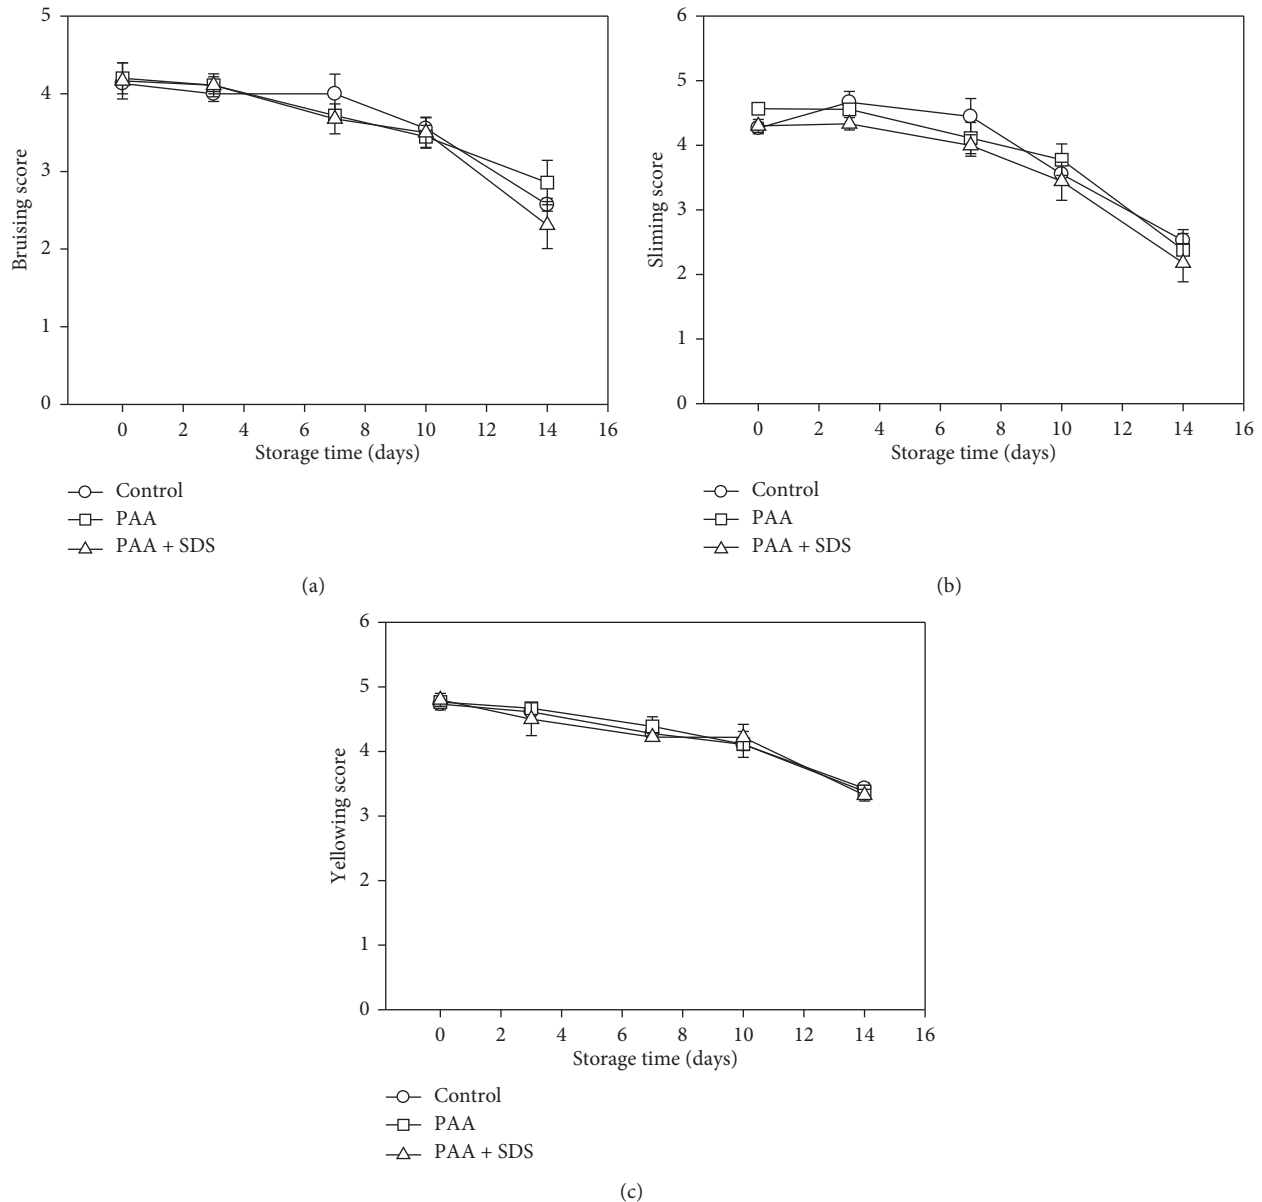 5
4
3
2
1
0
Bruising score
0 2 4 6 8 10 12 14 16
Storage time (days)
Control
PAA
PAA + SDS
(a)
6
5
4
3
2
1
0
Sliming score
0 2 4 6 8 10 12 14 16
Storage time (days)
Control
PAA
PAA + SDS
(b)
6
5
4
3
2
1
0
Yellowing score
0 2 4 6 8 10 12 14 16
Storage time (days)
Control
PAA
PAA + SDS
(c)